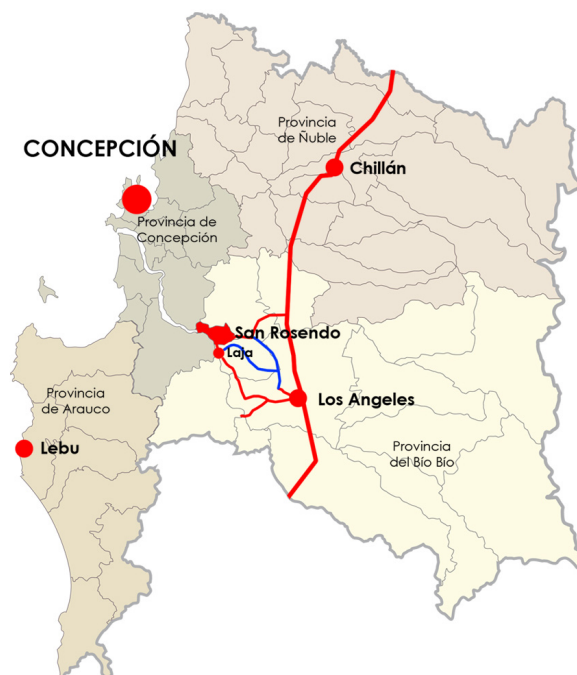 Provincia
de Ñuble
CONCEPCIÓN
Chillán
Provincia de
Concepción
San Rosendo
Laja
Provincia
de Arauco
Los Angeles
Lebu
Provincia
del Bío Bío